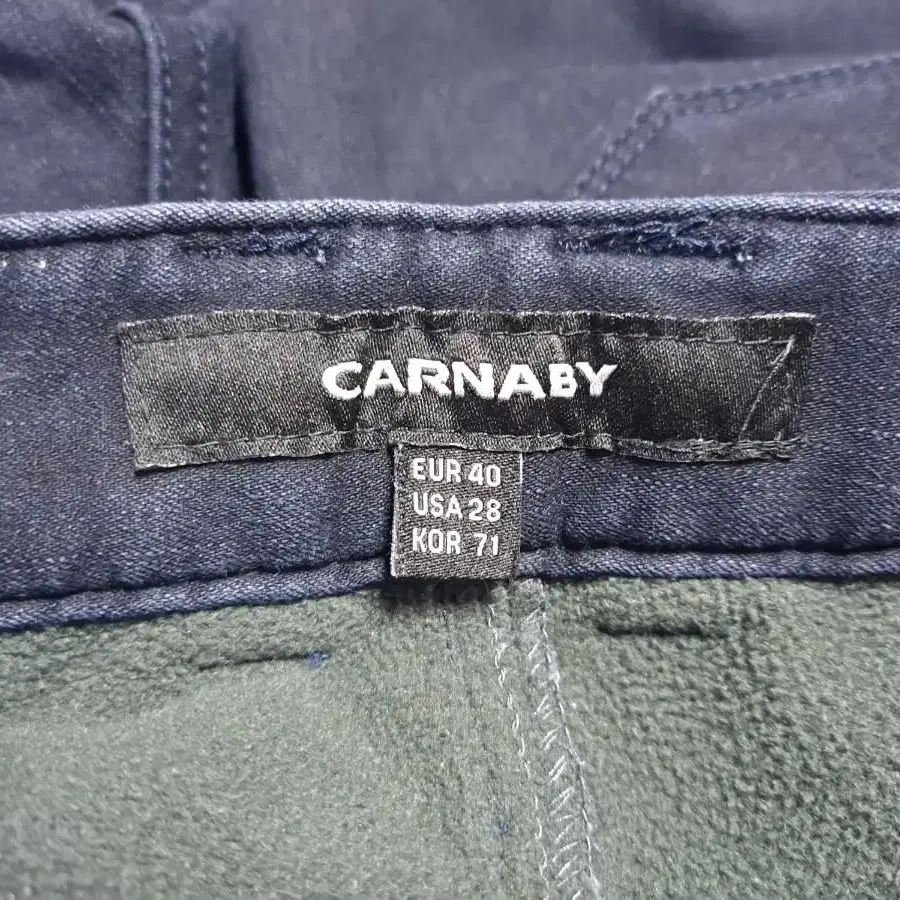 CARNABY
EUR 40
USA 28
KOR 71